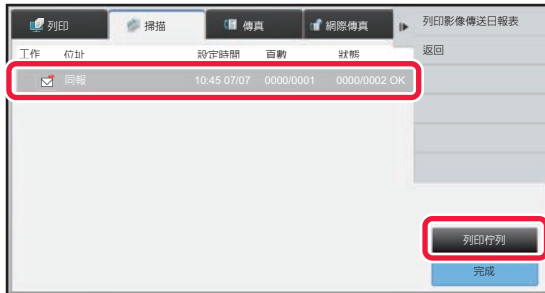 列印 掃描 傳真 網際傳真 列印影像傳送日報表
工作 位址 設定時間 頁數 狀態 返回
同報 10:45 07/07 0000/0001 0000/0002 OK
列印佇列
完成